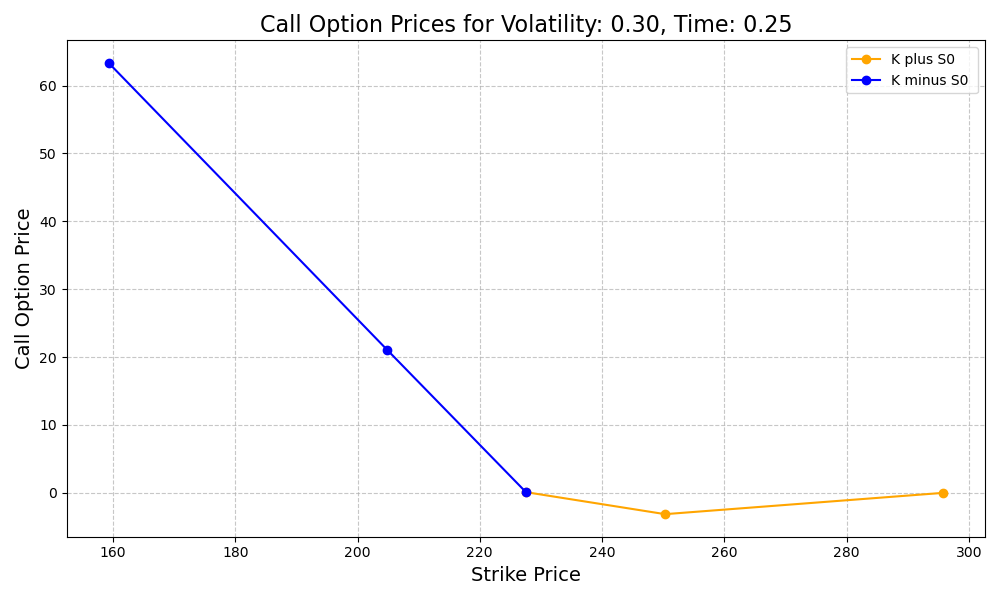 Call Option Prices for Volatility: 0.30, Time: 0.25
K plus S0
K minus S0
Call Option Price
60
50
40
30
20
10
0
160 180 200 220 240 260 280 300
Strike Price